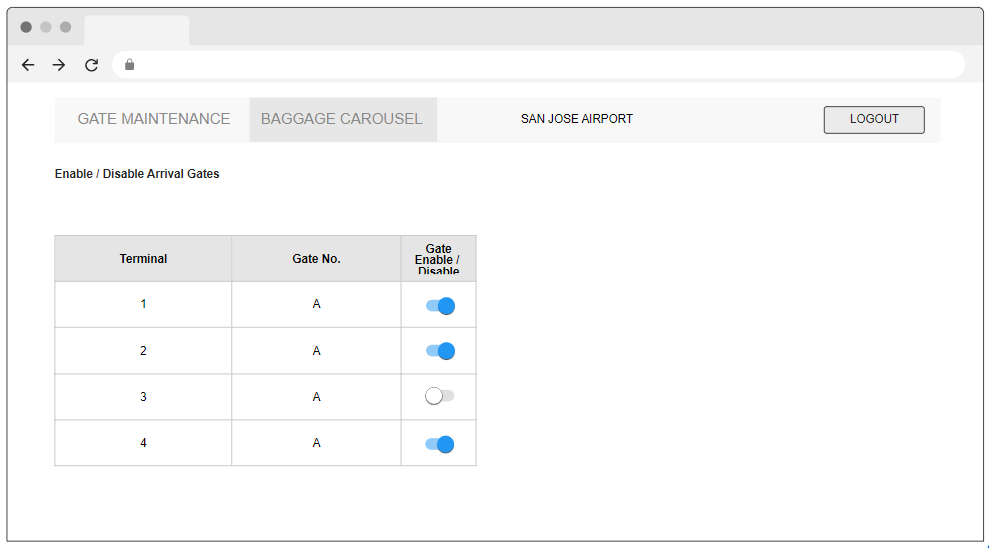 GATE MAINTENANCE BAGGAGE CAROUSEL SAN JOSE AIRPORT LOGOUT
Enable / Disable Arrival Gates
Terminal Gate No. Gate Enable / Disable
1 A
2 A
3 A
4 A